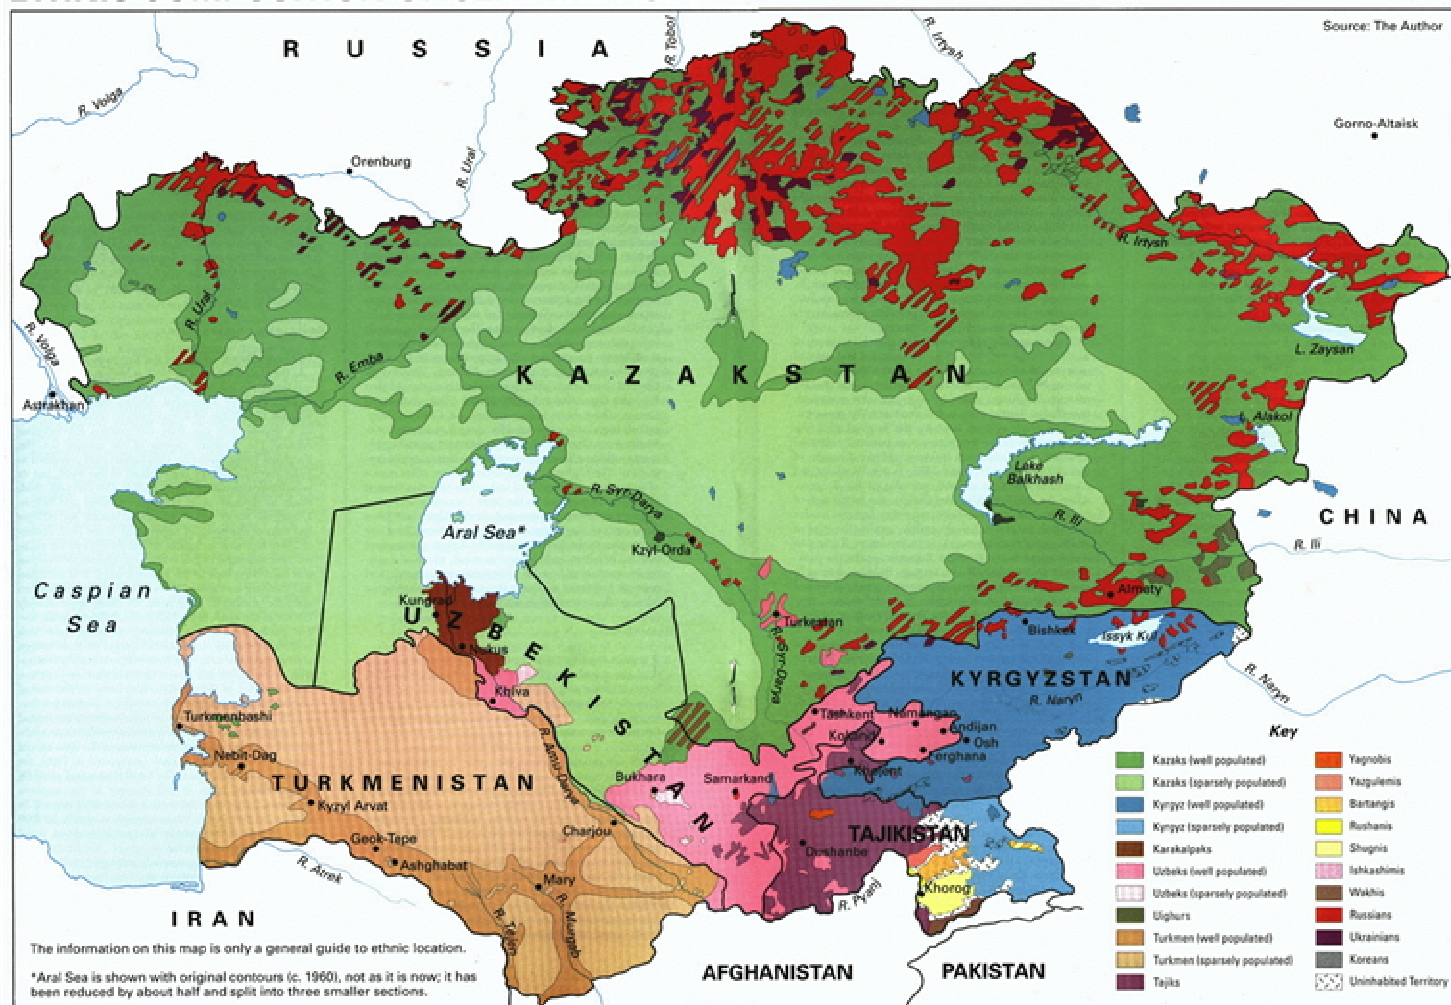 Source: The Author
R U S S I A
R. Tobol
R. Irtysh
R. Volga
Gorno-Altaisk
Orenburg
R. Ural
R. Irtysh
R. Ural
R. Volga
L. Zaysan
R. Emba
K A Z A K S T A N
Astrakhan
L. Alakol
Lake
Balkhash
R. Syr-Darya
R. Ili
CHINA
Aral Sea*
Kzyl-Orda
R. Ili
Caspian
Sea
Almaty
Kungrad
U Z B E K I S T A N
Turkestan
Bishkek
Issyk Kul
Nukus
R. Syr-Darya
KYRGYZSTAN
R. Naryn
R. Naryn
Khiva
Turkmenbashi
Tashkent
Namangan
Andijan
Kokand
Osh
Ferghana
Key
Nebit-Dag
R. Amu-Darya
Khojent
TURKMENISTAN
Bukhara
Samarkand
Kyzyl Arvat
Charjou
TAJIKISTAN
Geok-Tepe
Dushanbe
Ashghabat
R. Atrek
Mary
Khorog
R. Pyanj
R. Tejen
R. Murgab
IRAN
AFGHANISTAN
PAKISTAN
Kazaks (well populated)
Kazaks (sparsely populated)
Kyrgyz (well populated)
Kyrgyz (sparsely populated)
Karakalpaks
Uzbeks (well populated)
Uzbeks (sparsely populated)
Uighurs
Turkmen (well populated)
Turkmen (sparsely populated)
Tajiks
Yagnobis
Yazgulemis
Bartangis
Rushanis
Shugnis
Ishkashimis
Wakhis
Russians
Ukrainians
Koreans
Uninhabited Territory
The information on this map is only a general guide to ethnic location.
*Aral Sea is shown with original contours (c. 1960), not as it is now; it has
been reduced by about half and split into three smaller sections.